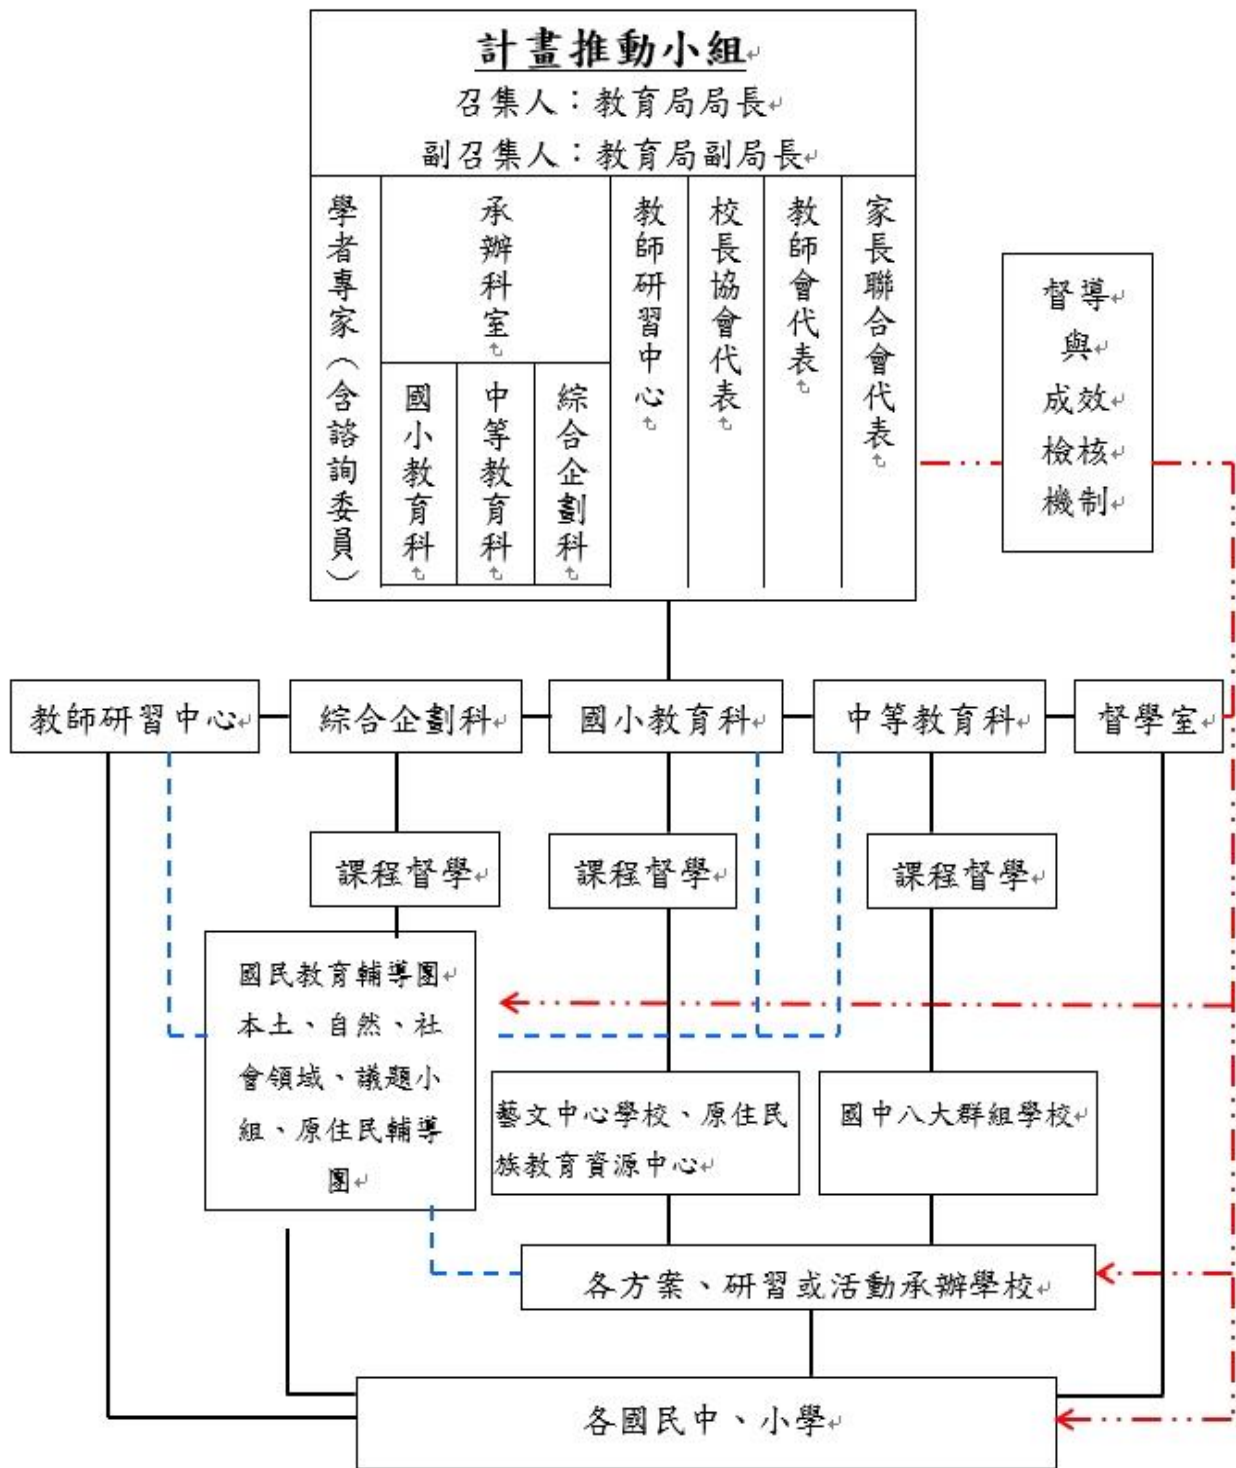 計畫推動小組
召集人：教育局局長
副召集人：教育局副局長
學者專家（含諮詢委員）
承辦科室
國小教育科
中等教育科
綜合企劃科
教師研習中心
校長協會代表
教師會代表
家長聯合會代表
督導
與
成效
檢核
機制
教師研習中心
綜合企劃科
國小教育科
中等教育科
督學室
課程督學
課程督學
課程督學
國民教育輔導團
本土、自然、社
會領域、議題小
組、原住民輔導
團
藝文中心學校、原住民
族教育資源中心
國中八大群組學校
各方案、研習或活動承辦學校
各國民中、小學